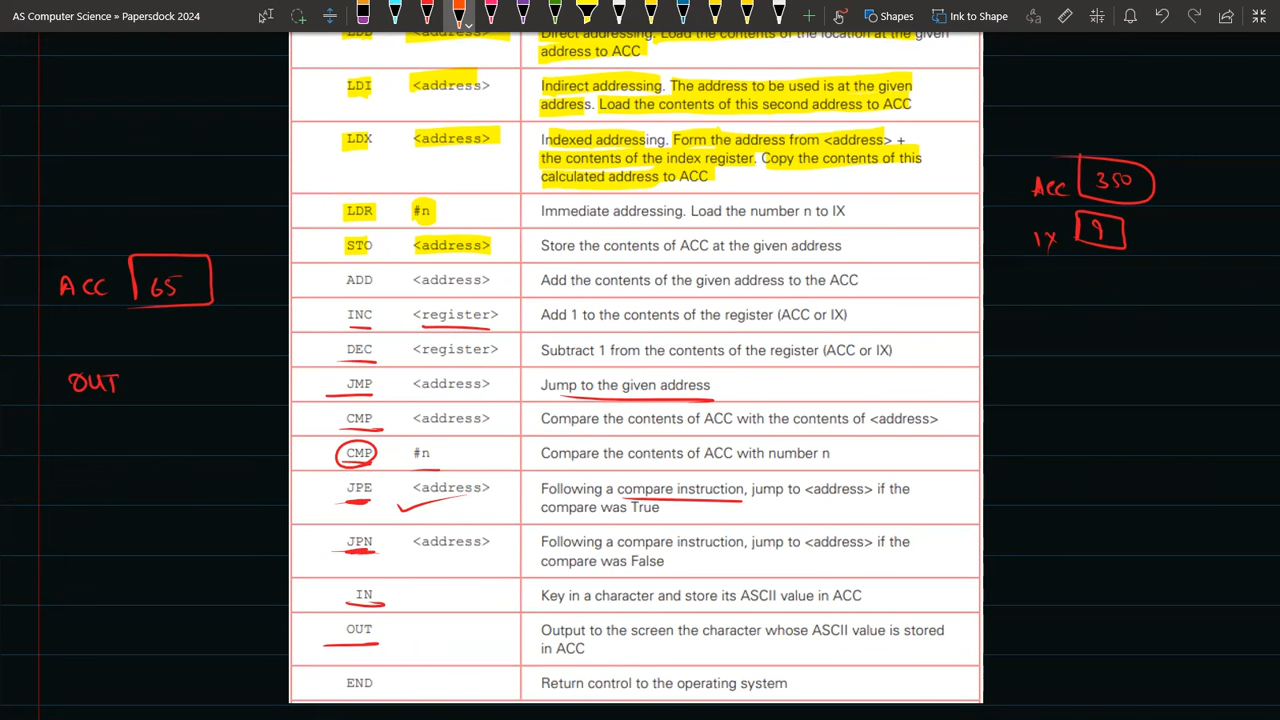 AS Computer Science » Papersdock 2024
Shapes
Ink to Shape
LDD <address> Direct addressing. Load the contents of the location at the given
address to ACC
LDI <address> Indirect addressing. The address to be used is at the given
address. Load the contents of this second address to ACC
LDX <address> Indexed addressing. Form the address from <address> +
the contents of the index register. Copy the contents of this
calculated address to ACC
LDR #n Immediate addressing. Load the number n to IX
STO <address> Store the contents of ACC at the given address
ADD <address> Add the contents of the given address to the ACC
INC <register> Add 1 to the contents of the register (ACC or IX)
DEC <register> Subtract 1 from the contents of the register (ACC or IX)
JMP <address> Jump to the given address
CMP <address> Compare the contents of ACC with the contents of <address>
CMP #n Compare the contents of ACC with number n
JPE <address> Following a compare instruction, jump to <address> if the
compare was True
JPN <address> Following a compare instruction, jump to <address> if the
compare was False
IN Key in a character and store its ASCII value in ACC
OUT Output to the screen the character whose ASCII value is stored
in ACC
END Return control to the operating system
ACC 65
OUT
ACC 350
IX 9